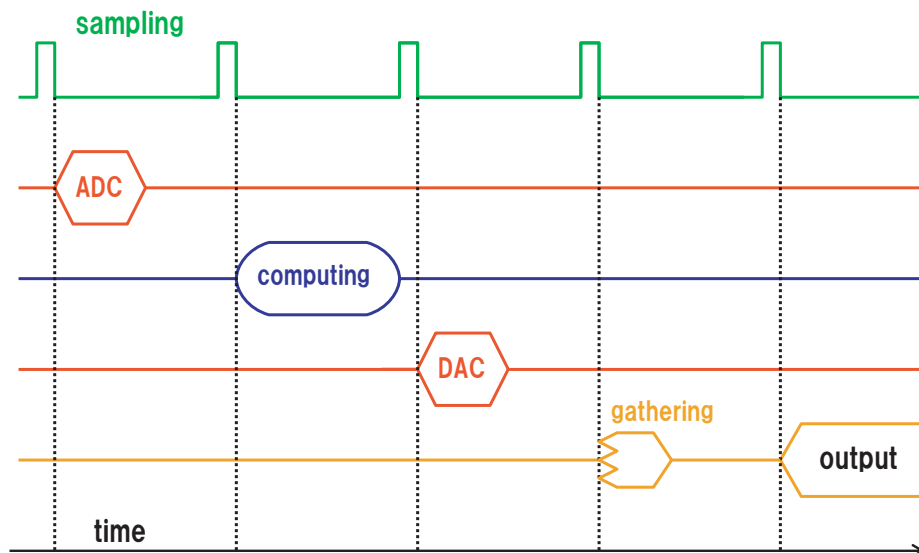 sampling
ADC
computing
DAC
gathering
output
time